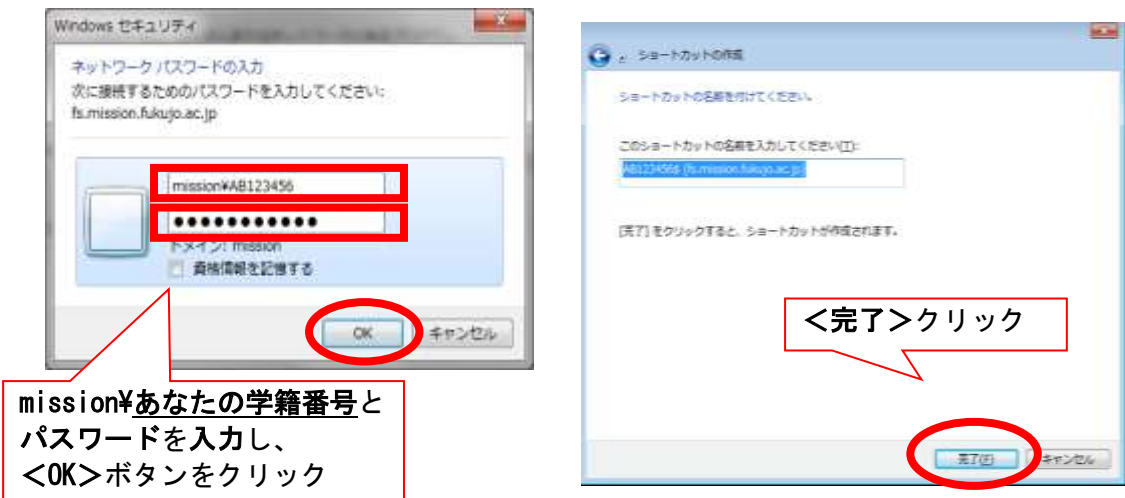 Windows セキュリティ
ネットワーク パスワードの入力
次に接続するためのパスワードを入力してください:
fs.mission.fukujo.ac.jp
mission¥AB123456
●●●●●●●●●●●
ドメイン: mission
資格情報を記憶する
OK
キャンセル
mission¥あなたの学籍番号と
パスワードを入力し、
＜OK＞ボタンをクリック
ショートカットの作成
ショートカットの名前を付けてください。
このショートカットの名前を入力してください(T):
AB123456$ (fs.mission.fukujo.ac.jp)
[完了] をクリックすると、ショートカットが作成されます。
＜完了＞クリック
完了(F)
キャンセル